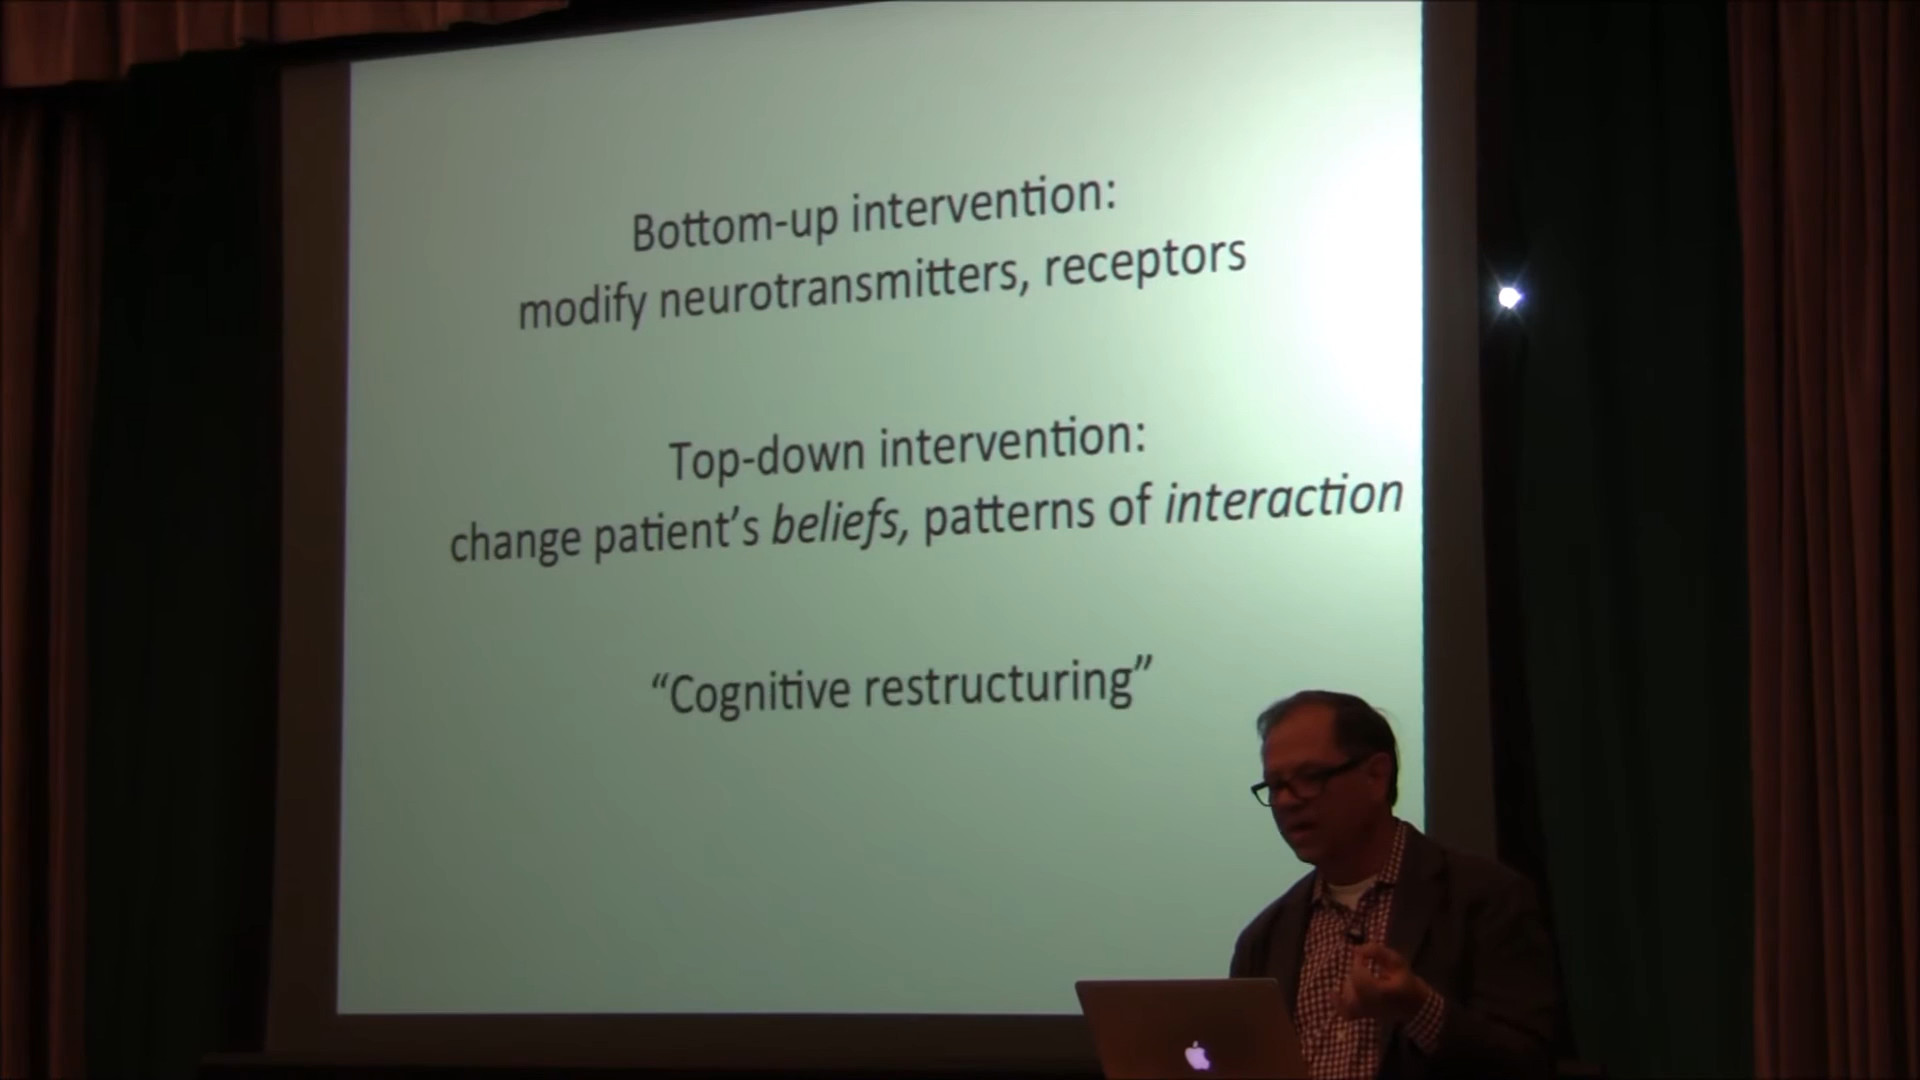 Bottom-up intervention:
modify neurotransmitters, receptors
Top-down intervention:
change patient’s beliefs, patterns of interaction
“Cognitive restructuring”